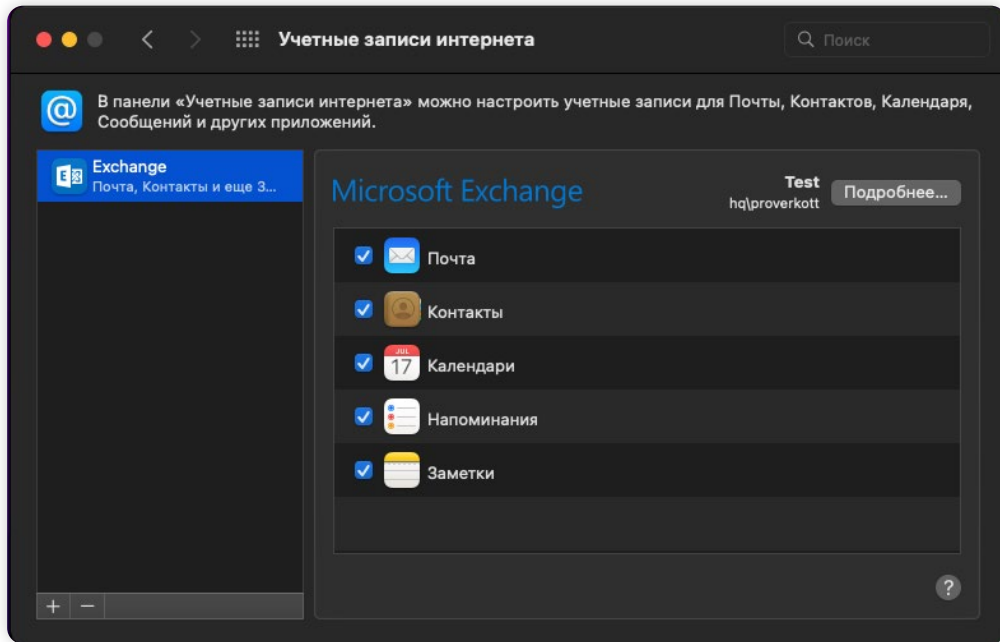 Учетные записи интернета
Поиск
@
В панели «Учетные записи интернета» можно настроить учетные записи для Почты, Контактов, Календаря,
Сообщений и других приложений.
E
Exchange
Почта, Контакты и еще 3...
Microsoft Exchange
Test
hq\proverkott
Подробнее...
Почта
Контакты
JUL
17
Календари
Напоминания
Заметки
+ −
?